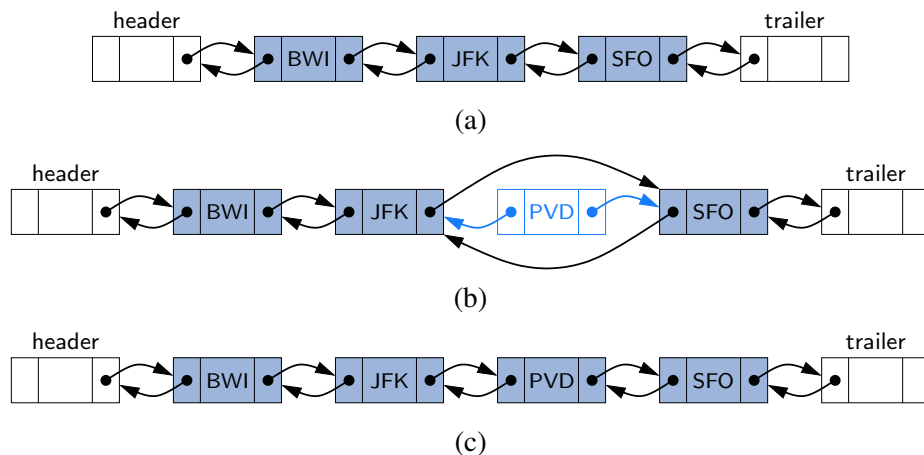 header trailer
BWI JFK SFO
(a)
header trailer
BWI JFK PVD SFO
(b)
header trailer
BWI JFK PVD SFO
(c)